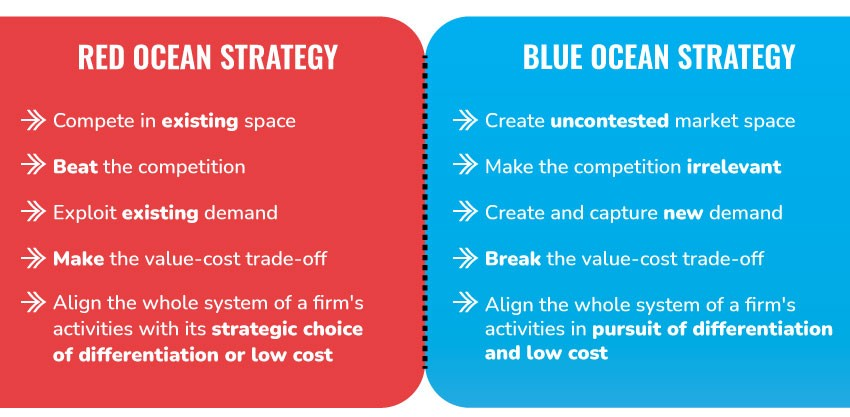 RED OCEAN STRATEGY
Compete in existing space
Beat the competition
Exploit existing demand
Make the value-cost trade-off
Align the whole system of a firm's
activities with its strategic choice
of differentiation or low cost
BLUE OCEAN STRATEGY
Create uncontested market space
Make the competition irrelevant
Create and capture new demand
Break the value-cost trade-off
Align the whole system of a firm's
activities in pursuit of differentiation
and low cost